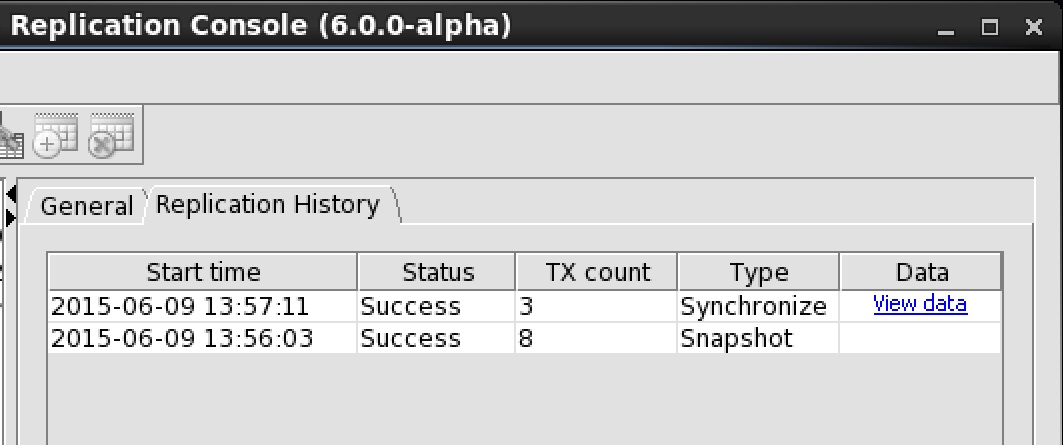 Replication Console (6.0.0-alpha)
General Replication History
Start time Status TX count Type Data
2015-06-09 13:57:11 Success 3 Synchronize View data
2015-06-09 13:56:03 Success 8 Snapshot